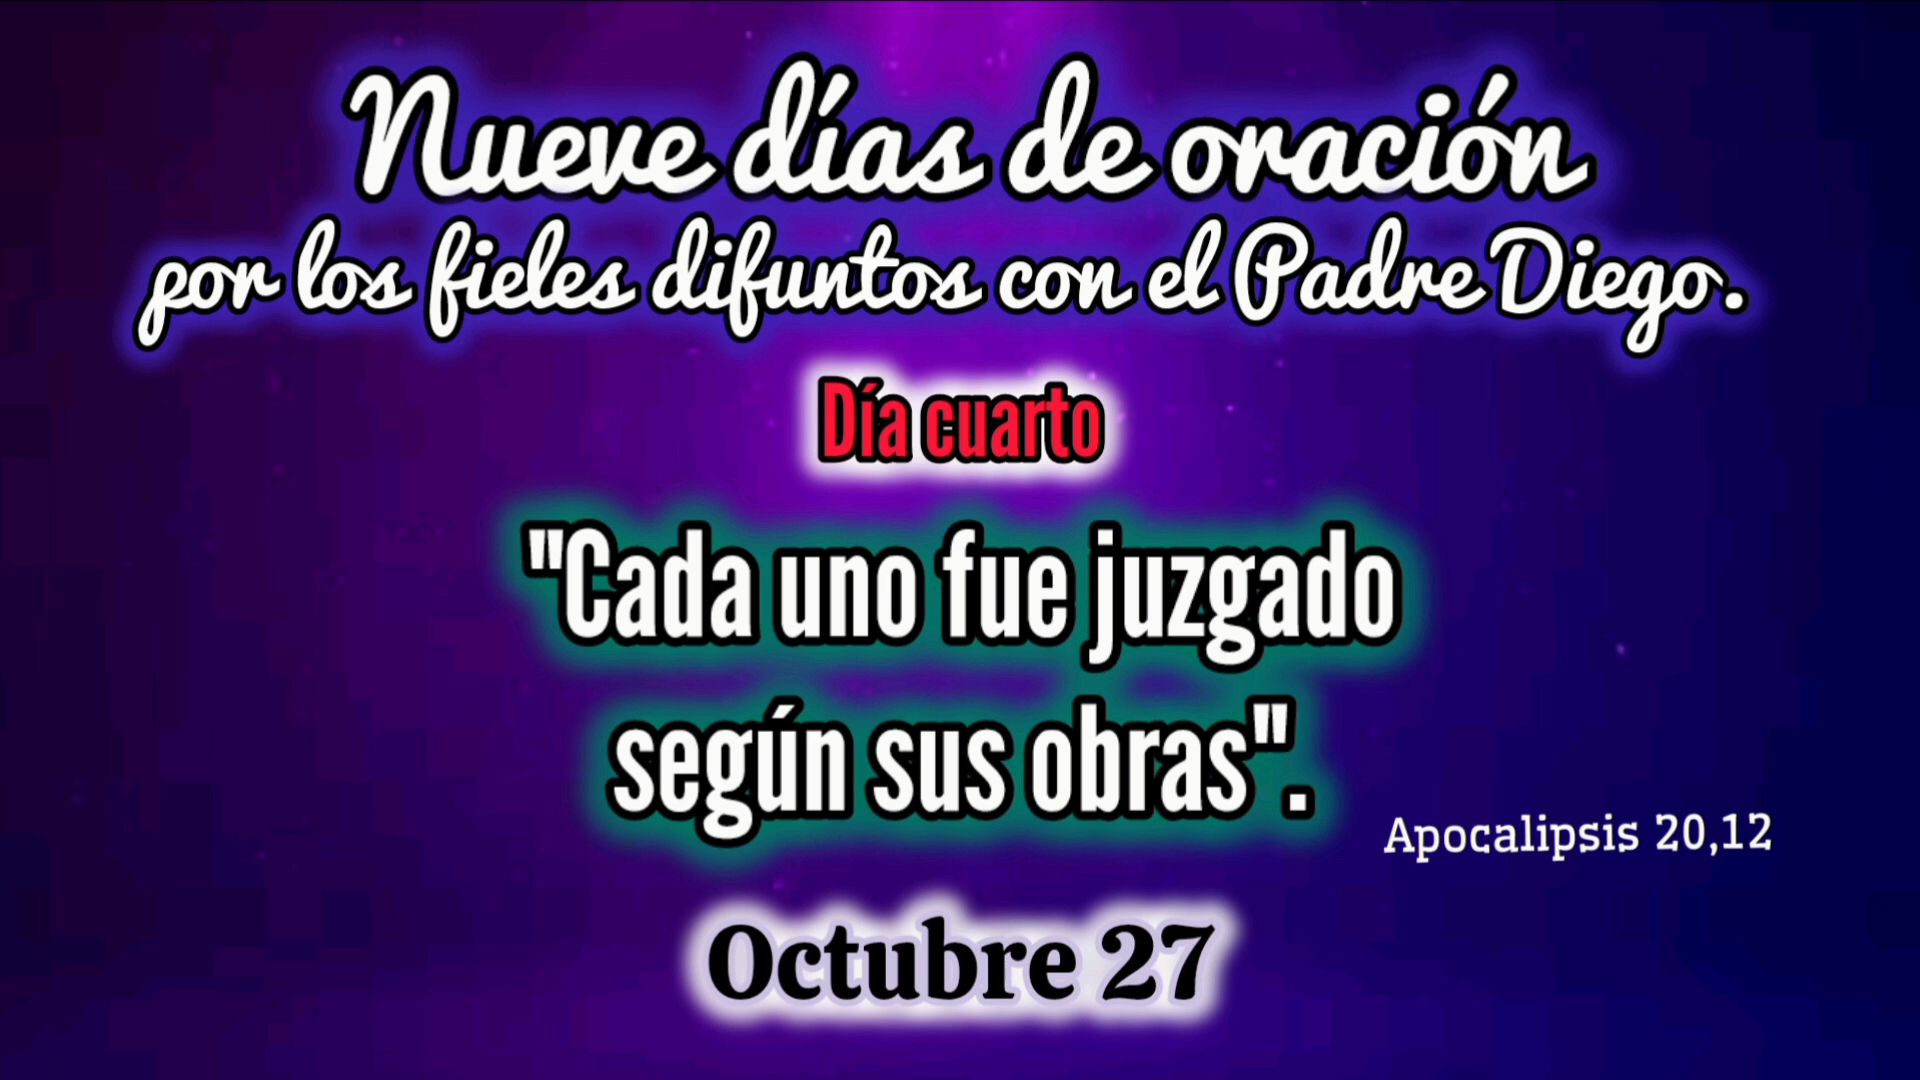 Nueve días de oración
por los fieles difuntos con el Padre Diego.
Día cuarto
"Cada uno fue juzgado
según sus obras".
Apocalipsis 20,12
Octubre 27